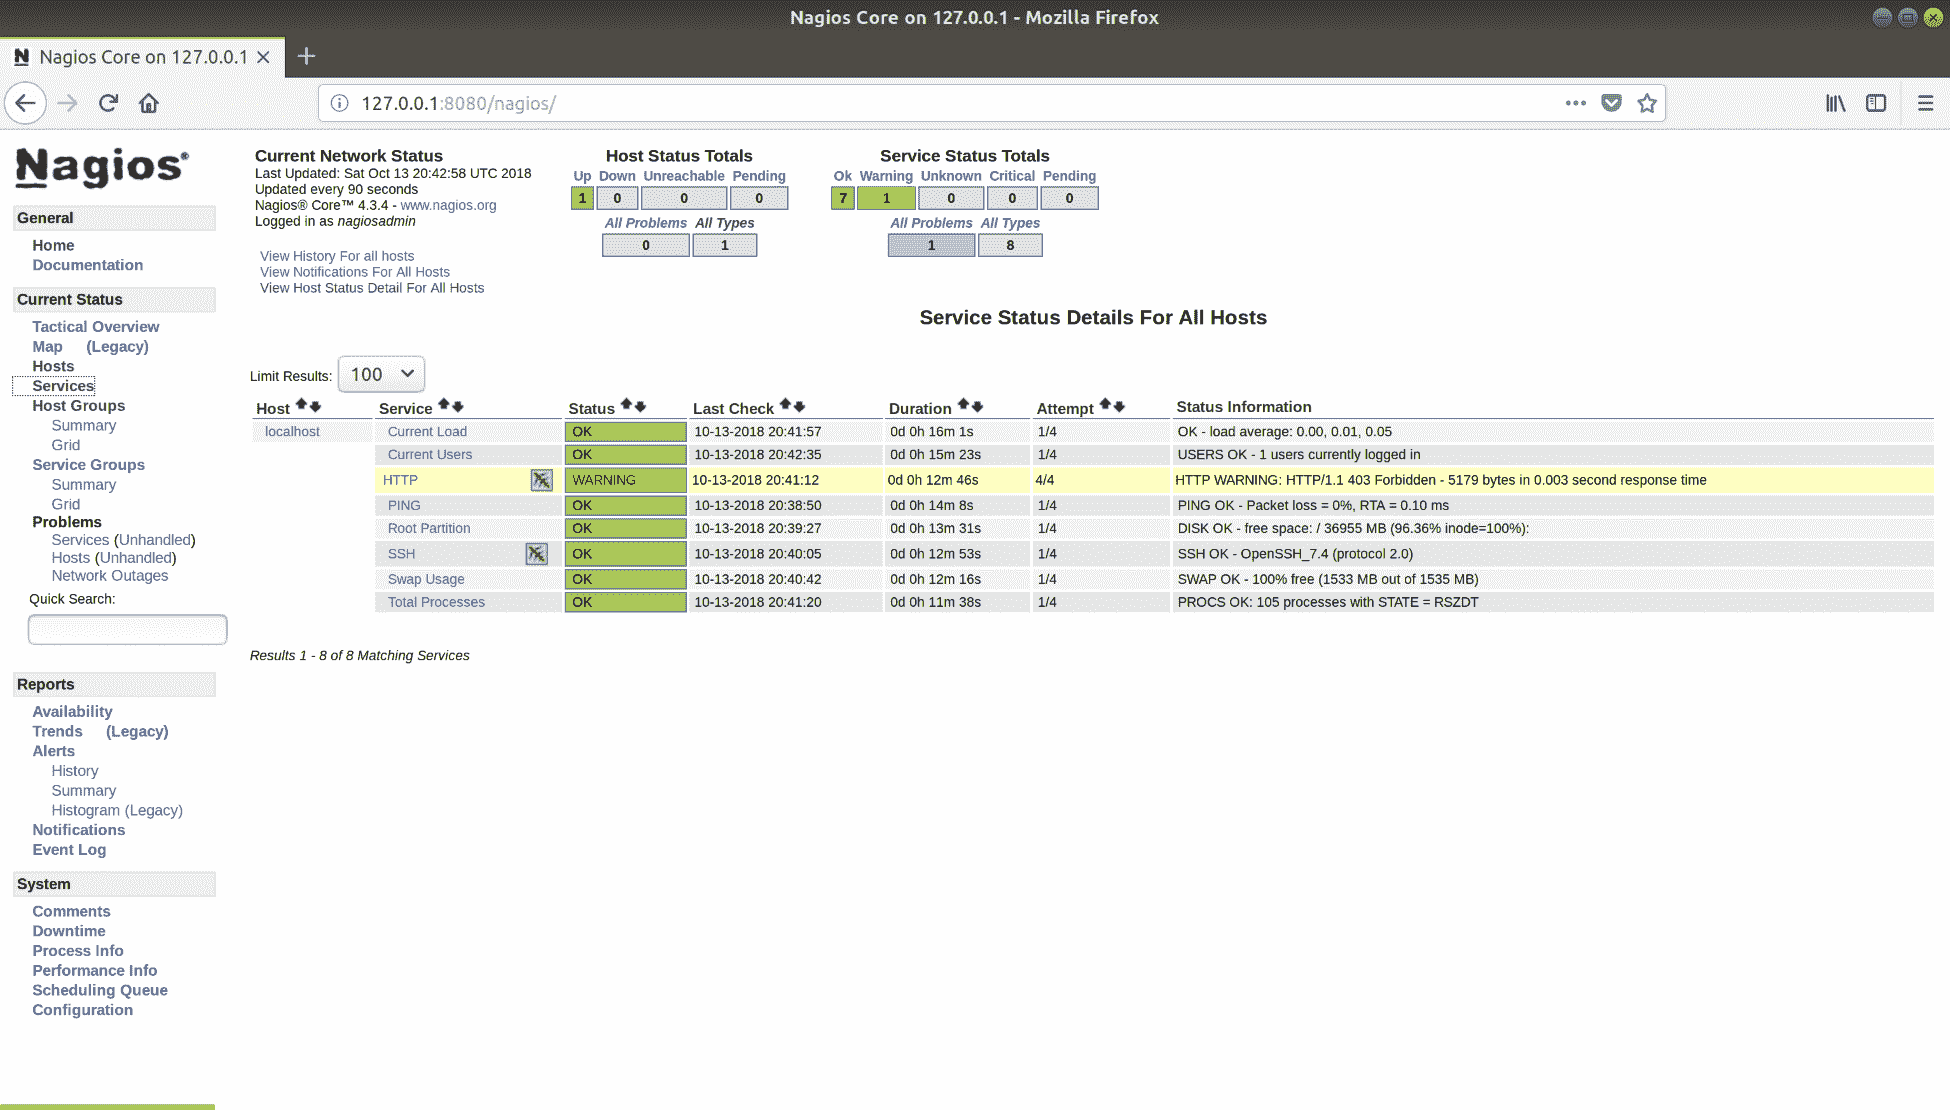 Nagios Core on 127.0.0.1 - Mozilla Firefox
N Nagios Core on 127.0.0.1
127.0.0.1:8080/nagios/
Nagios®
General
Home
Documentation
Current Status
Tactical Overview
Map (Legacy)
Hosts
Services
Host Groups
Summary
Grid
Service Groups
Summary
Grid
Problems
Services (Unhandled)
Hosts (Unhandled)
Network Outages
Quick Search:
Reports
Availability
Trends (Legacy)
Alerts
History
Summary
Histogram (Legacy)
Notifications
Event Log
System
Comments
Downtime
Process Info
Performance Info
Scheduling Queue
Configuration
Current Network Status
Last Updated: Sat Oct 13 20:42:58 UTC 2018
Updated every 90 seconds
Nagios® Core™ 4.3.4 - www.nagios.org
Logged in as nagiosadmin
View History For all hosts
View Notifications For All Hosts
View Host Status Detail For All Hosts
Host Status Totals
Up Down Unreachable Pending
1 0 0 0
All Problems All Types
0 1
Service Status Totals
Ok Warning Unknown Critical Pending
7 1 0 0 0
All Problems All Types
1 8
Service Status Details For All Hosts
Limit Results: 100
Host Service Status Last Check Duration Attempt Status Information
localhost Current Load OK 10-13-2018 20:41:57 0d 0h 16m 1s 1/4 OK - load average: 0.00, 0.01, 0.05
Current Users OK 10-13-2018 20:42:35 0d 0h 15m 23s 1/4 USERS OK - 1 users currently logged in
HTTP WARNING 10-13-2018 20:41:12 0d 0h 12m 46s 4/4 HTTP WARNING: HTTP/1.1 403 Forbidden - 5179 bytes in 0.003 second response time
PING OK 10-13-2018 20:38:50 0d 0h 14m 8s 1/4 PING OK - Packet loss = 0%, RTA = 0.10 ms
Root Partition OK 10-13-2018 20:39:27 0d 0h 13m 31s 1/4 DISK OK - free space: / 36955 MB (96.36% inode=100%):
SSH OK 10-13-2018 20:40:05 0d 0h 12m 53s 1/4 SSH OK - OpenSSH_7.4 (protocol 2.0)
Swap Usage OK 10-13-2018 20:40:42 0d 0h 12m 16s 1/4 SWAP OK - 100% free (1533 MB out of 1535 MB)
Total Processes OK 10-13-2018 20:41:20 0d 0h 11m 38s 1/4 PROCS OK: 105 processes with STATE = RSZDT
Results 1 - 8 of 8 Matching Services